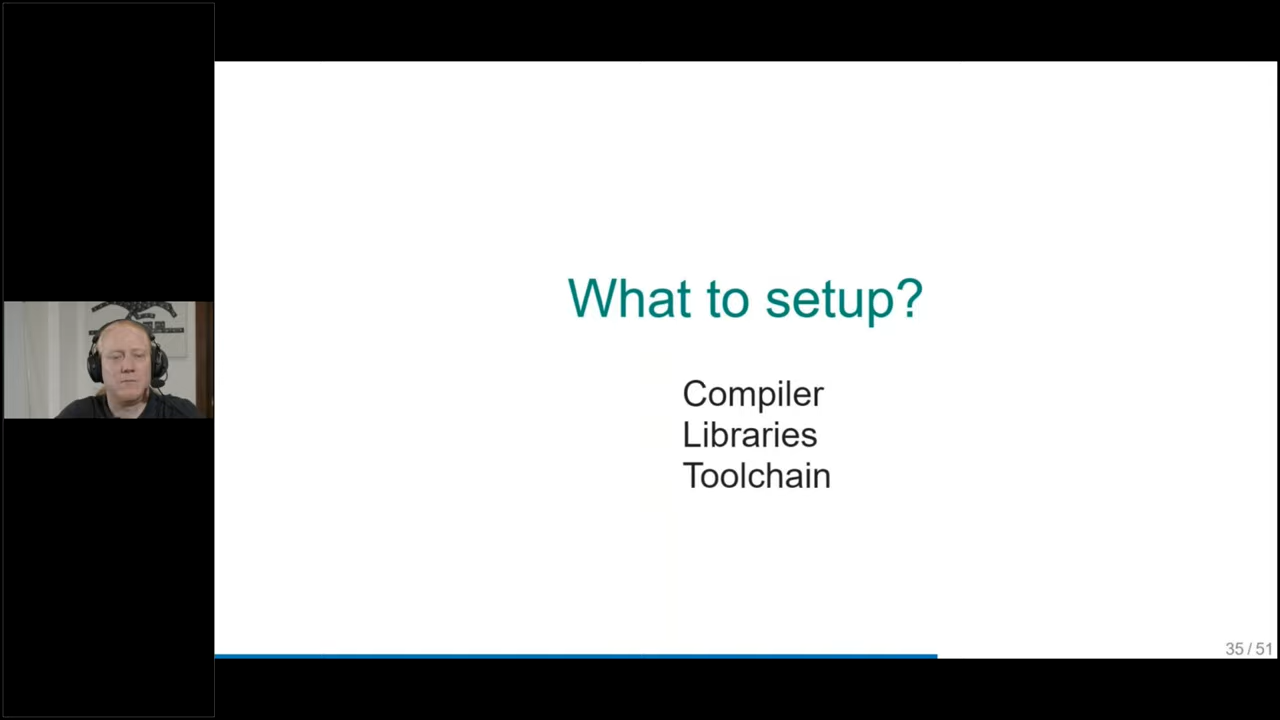 What to setup?
Compiler
Libraries
Toolchain
35 / 51